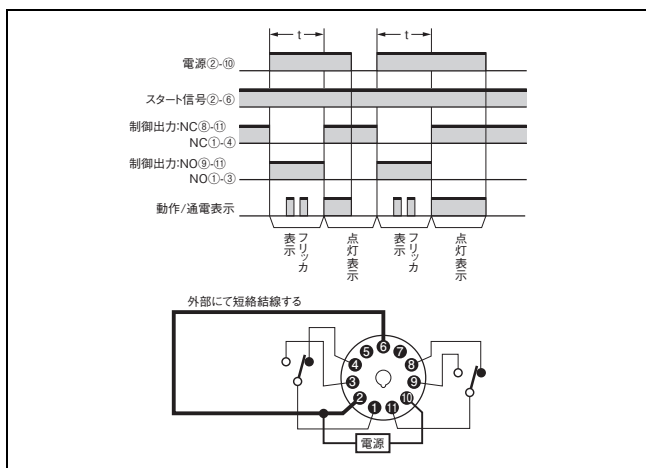 t
t
電源②-⑩
スタート信号②-⑥
制御出力:NC⑧-⑪
NC①-④
制御出力:NO⑨-⑪
NO①-③
動作/通電表示
フリッカ表示
点灯表示
フリッカ表示
点灯表示
外部にて短絡結線する
6
5
7
4
8
3
9
2
10
1
11
電源